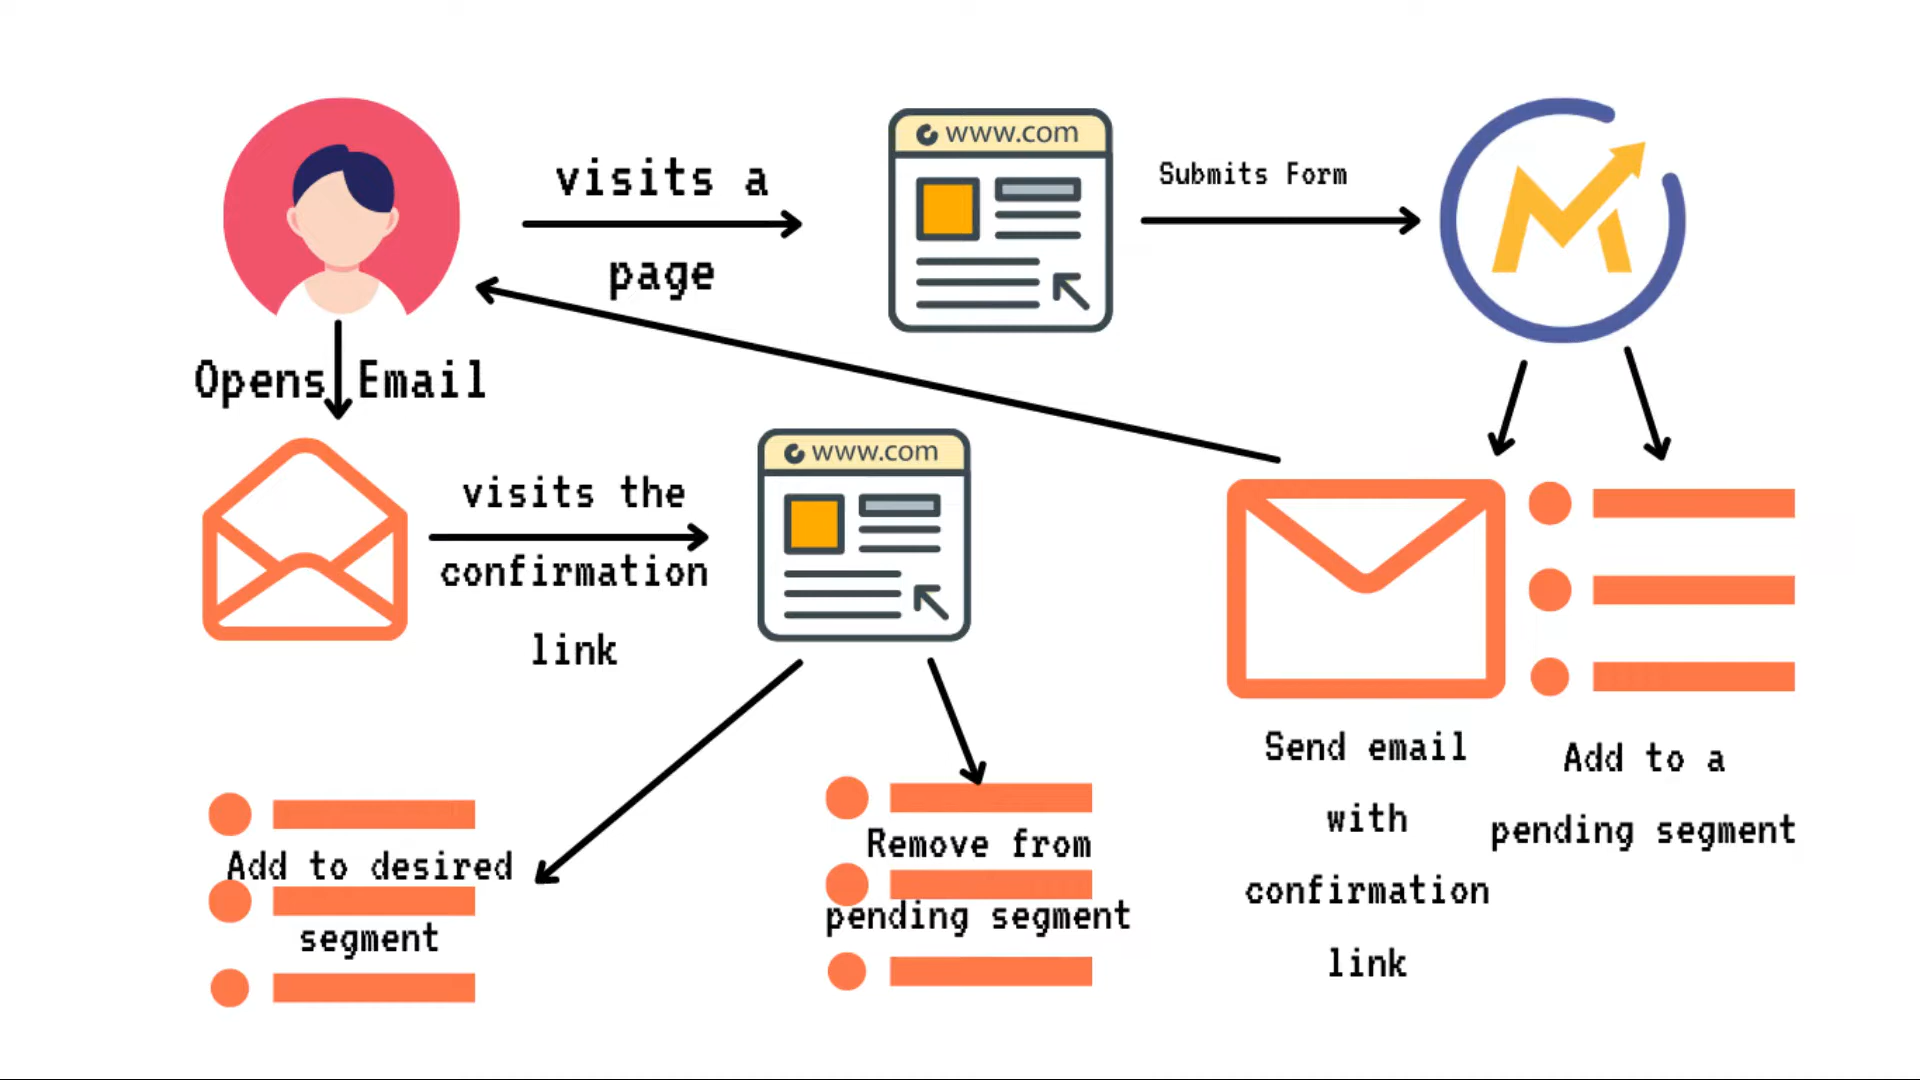 visits a
page
www.com
Submits Form
Opens Email
visits the
confirmation
link
www.com
Send email
with
confirmation
link
Add to a
pending segment
Add to desired
segment
Remove from
pending segment